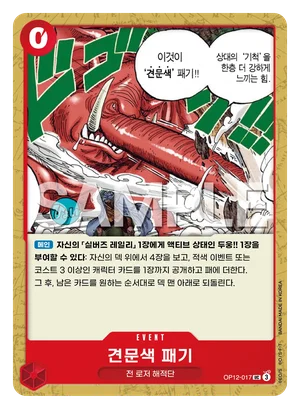 0
이것이
'견문색' 패기!!
상대의 '기척'을
한층 더 강하게
느끼는 힘.
SAMPLE
메인 자신의 「실버즈 레일리」 1장에게 액티브 상태인 두웅!! 1장을
부여할 수 있다: 자신의 덱 위에서 4장을 보고, 적색 이벤트 또는
코스트 3 이상인 캐릭터 카드를 1장까지 공개하고 패에 더한다.
그 후, 남은 카드를 원하는 순서대로 덱 맨 아래로 되돌린다.
EVENT
견문색 패기
전 로저 해적단
OP12-017 UC
3